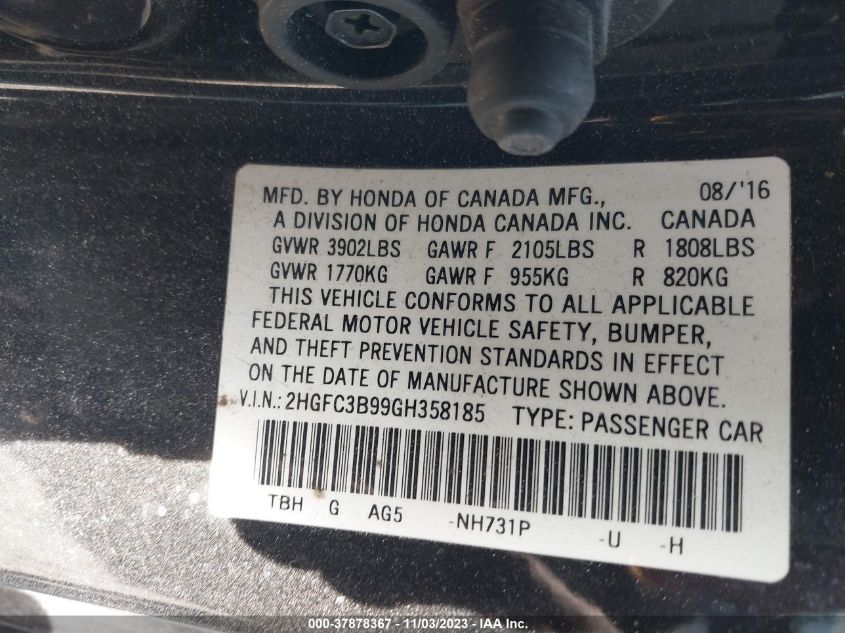 MFD. BY HONDA OF CANADA MFG., 08/'16
A DIVISION OF HONDA CANADA INC. CANADA
GVWR 3902LBS GAWR F 2105LBS R 1808LBS
GVWR 1770KG GAWR F 955KG R 820KG
THIS VEHICLE CONFORMS TO ALL APPLICABLE
FEDERAL MOTOR VEHICLE SAFETY, BUMPER,
AND THEFT PREVENTION STANDARDS IN EFFECT
ON THE DATE OF MANUFACTURE SHOWN ABOVE.
V.I.N.: 2HGFC3B99GH358185 TYPE: PASSENGER CAR
TBH G AG5 -NH731P -U -H
000-37878367 - 11/03/2023 - IAA Inc.